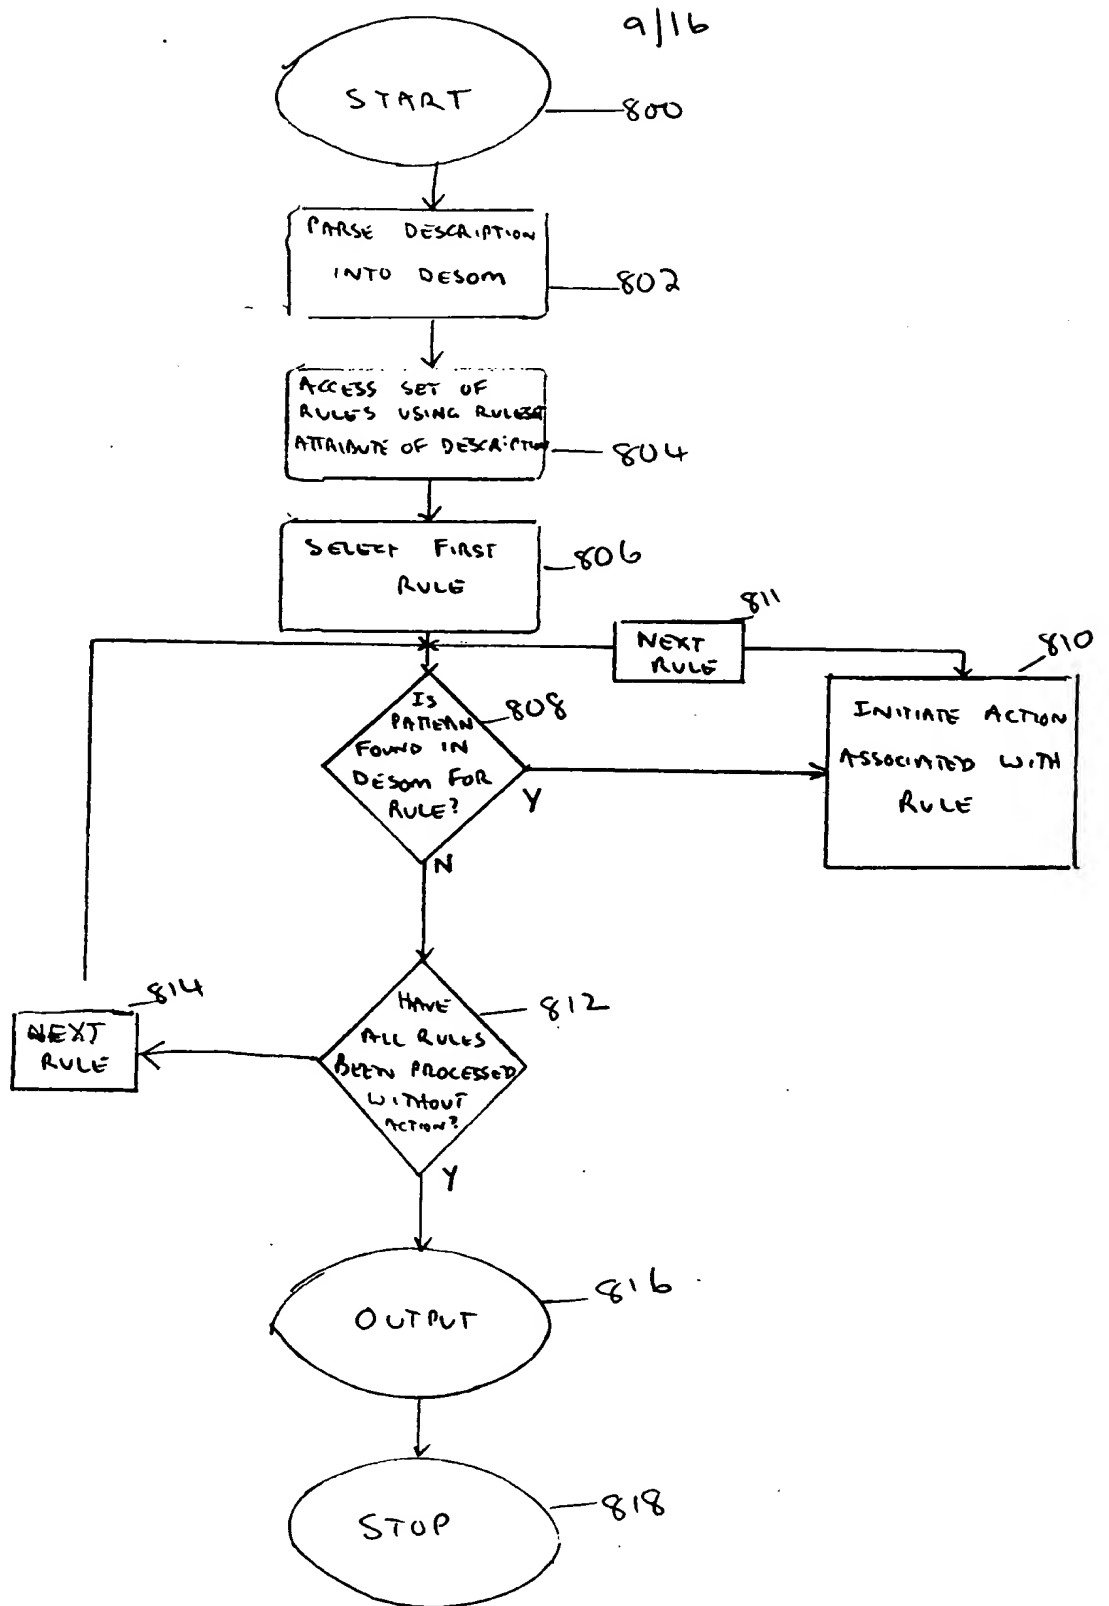 9/16
START
800
PARSE DESCRIPTION
INTO DESOM
802
ACCESS SET OF
RULES USING RULESET
ATTRIBUTE OF DESCRIPTION
804
SELECT FIRST
RULE
806
811
NEXT
RULE
810
INITIATE ACTION
ASSOCIATED WITH
RULE
IS
PATTERN
FOUND IN
DESOM FOR
RULE?
808
Y
N
814
NEXT
RULE
HAVE
ALL RULES
BEEN PROCESSED
WITHOUT
ACTION?
812
Y
OUTPUT
816
STOP
818